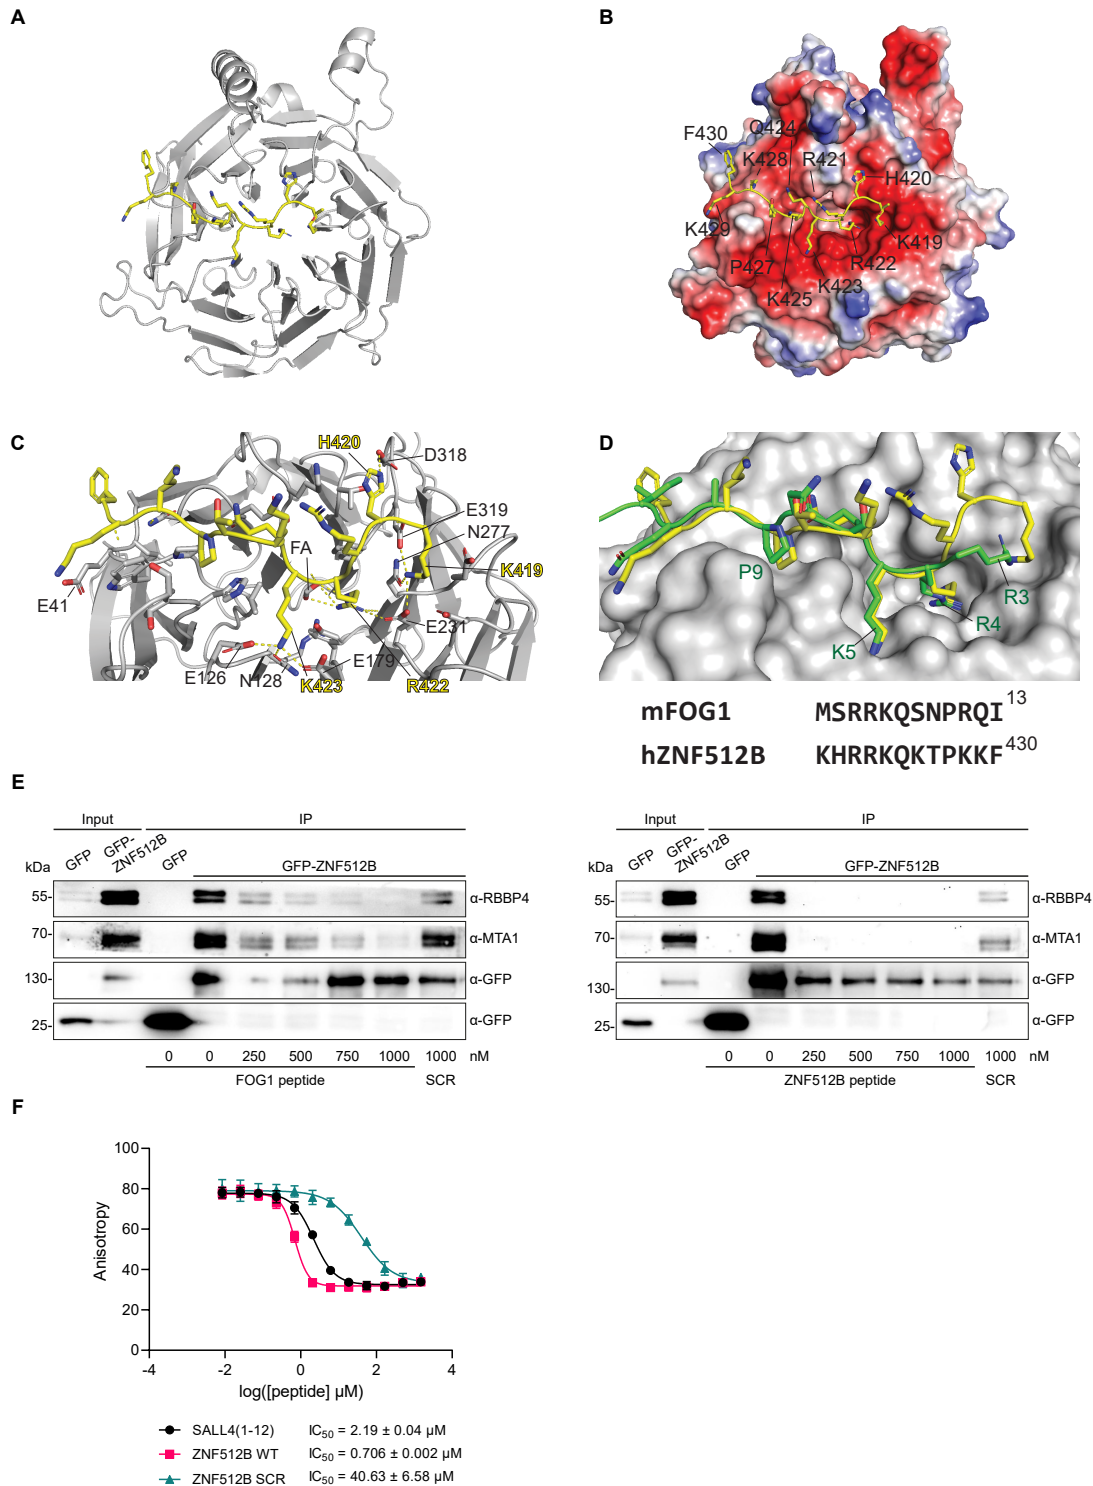 A
B
F430
Q424
K428
R421
H420
K429
K419
P427
R422
K425
K423
C
H420
D318
E319
N277
FA
K419
E41
E231
E126
N128
E179
K423
R422
D
P9
R3
R4
K5
mFOG1 MSRRKQSNPRQI13
hZNF512B KHRRKQKTPKKF430
E
Input IP
kDa GFP GFP-ZNF512B GFP GFP-ZNF512B
55- α-RBBP4
70- α-MTA1
130- α-GFP
25- α-GFP
0 0 250 500 750 1000 1000 nM
FOG1 peptide SCR
Input IP
kDa GFP GFP-ZNF512B GFP GFP-ZNF512B
55- α-RBBP4
70- α-MTA1
130- α-GFP
25- α-GFP
0 0 250 500 750 1000 1000 nM
ZNF512B peptide SCR
F
100
80
60
40
20
0
Anisotropy
-4 -2 0 2 4
log([peptide] µM)
SALL4(1-12) IC50 = 2.19 ± 0.04 µM
ZNF512B WT IC50 = 0.706 ± 0.002 µM
ZNF512B SCR IC50 = 40.63 ± 6.58 µM